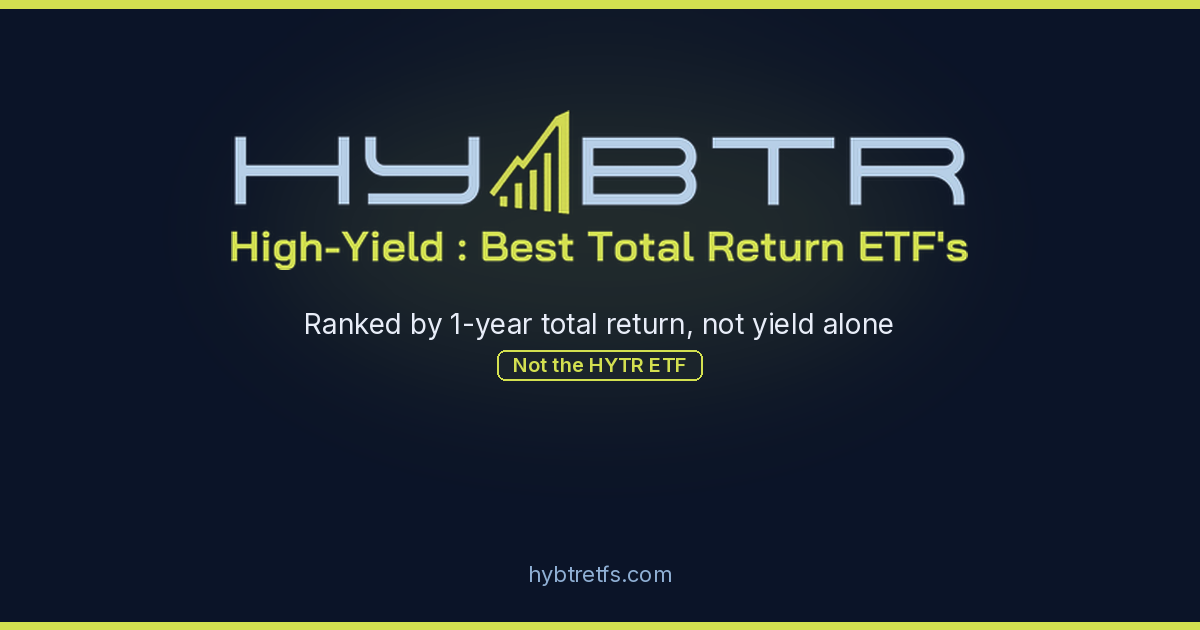 HYBTR
High-Yield : Best Total Return ETF's
Ranked by 1-year total return, not yield alone
Not the HYTR ETF
hybtretfs.com